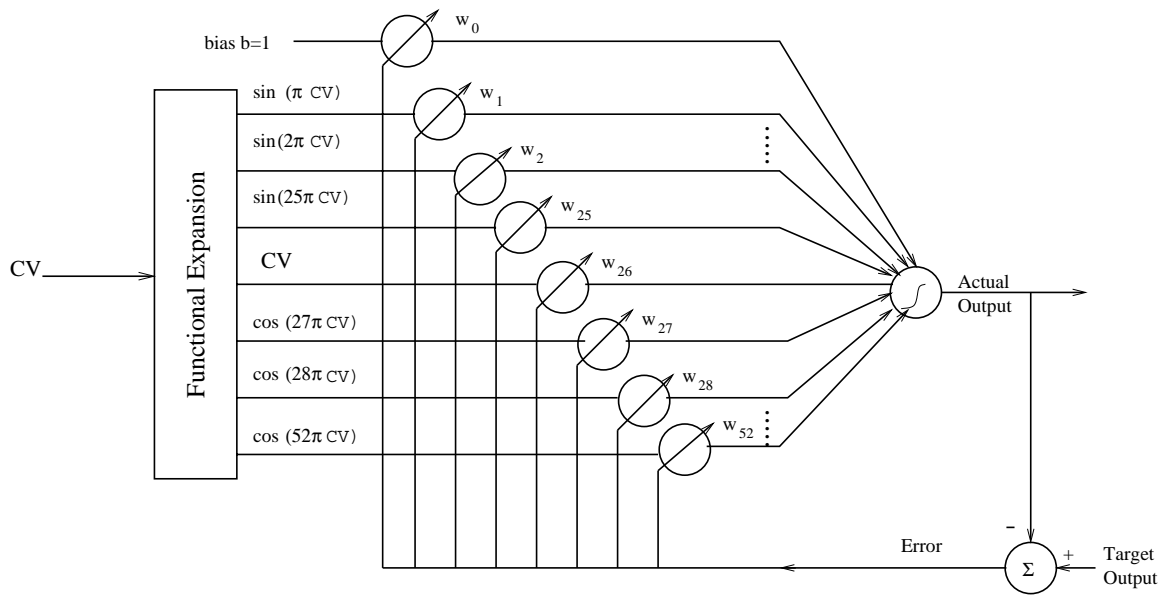 bias b=1
w0
sin (π CV)
w1
sin(2π CV)
w2
sin(25π CV)
w25
CV
Functional Expansion
CV
w26
cos (27π CV)
w27
cos (28π CV)
w28
cos (52π CV)
w52
∫
Actual
Output
−
Error
Σ
+
Target
Output